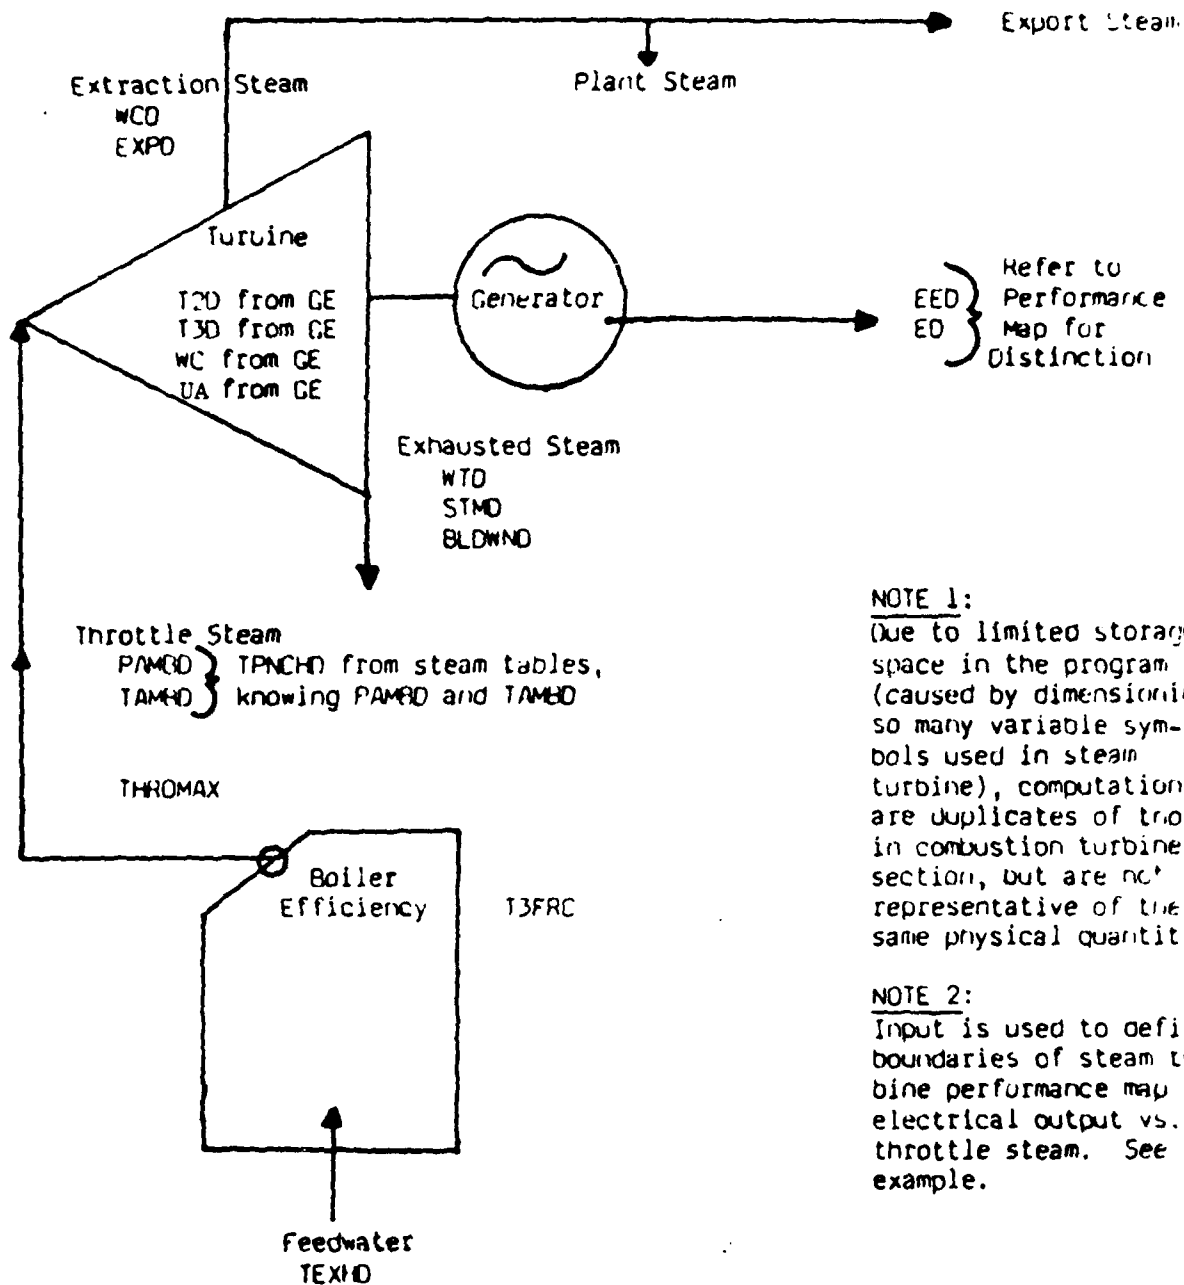 Export Steam
Extraction Steam
WCD
EXPD
Plant Steam
Turbine
T2D from GE
T3D from GE
WC from GE
UA from GE
Generator
EED
ED
Refer to
Performance
Map for
Distinction
Exhausted Steam
WTD
STMD
BLDWND
Throttle Steam
PAMBD
TAMBD
TPNCHD from steam tables,
knowing PAMBD and TAMBD
THROMAX
Boiler
Efficiency
T3FRC
Feedwater
TEXHD
NOTE 1:
Due to limited storag
space in the program
(caused by dimensioni
so many variable sym-
bols used in steam
turbine), computation
are duplicates of tho
in combustion turbine
section, but are not
representative of the
same physical quantit
NOTE 2:
Input is used to defi
boundaries of steam t
bine performance map
electrical output vs.
throttle steam. See
example.